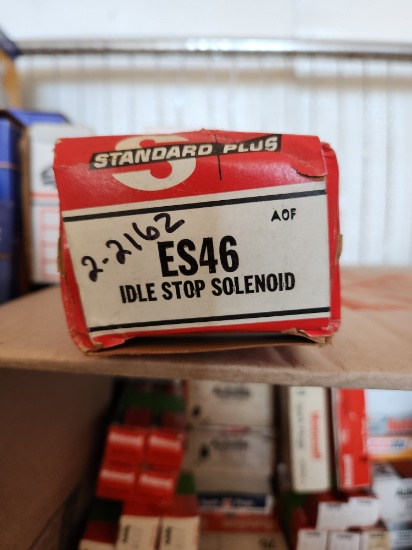 STANDARD PLUS
AOF
2-2162
ES46
IDLE STOP SOLENOID